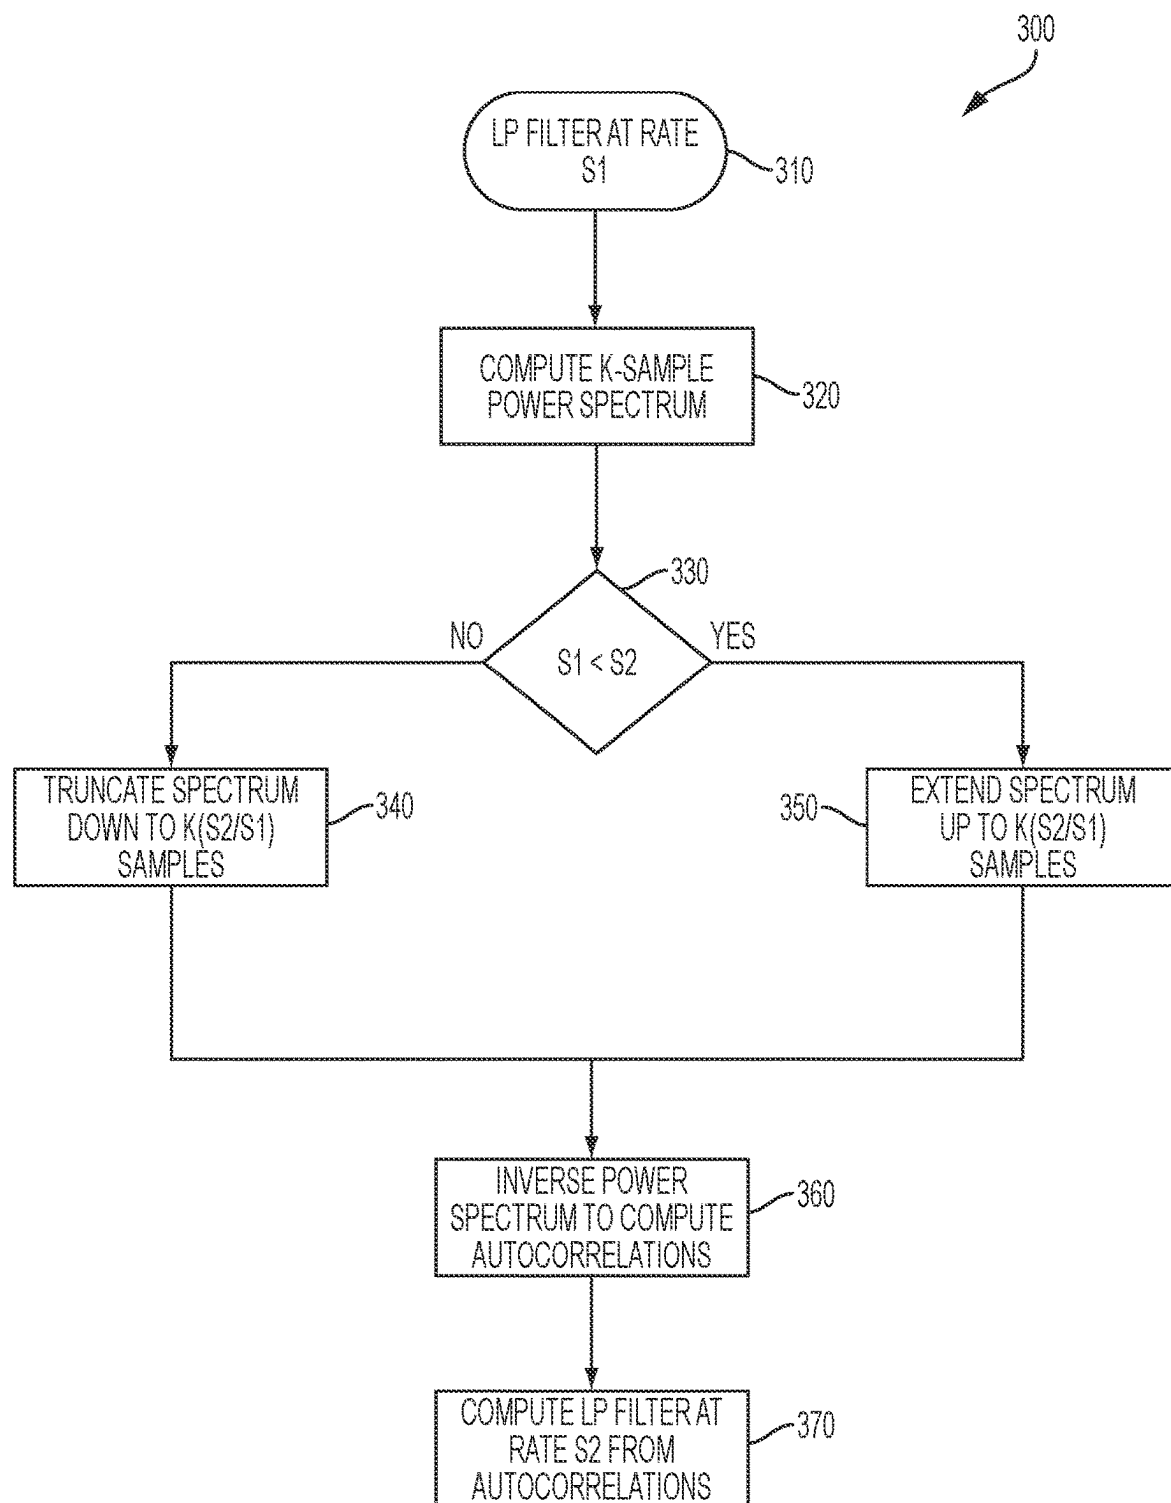 300
LP FILTER AT RATE
S1
310
COMPUTE K-SAMPLE
POWER SPECTRUM
320
330
NO
YES
S1 < S2
TRUNCATE SPECTRUM
DOWN TO K(S2/S1)
SAMPLES
340
350
EXTEND SPECTRUM
UP TO K(S2/S1)
SAMPLES
INVERSE POWER
SPECTRUM TO COMPUTE
AUTOCORRELATIONS
360
COMPUTE LP FILTER AT
RATE S2 FROM
AUTOCORRELATIONS
370